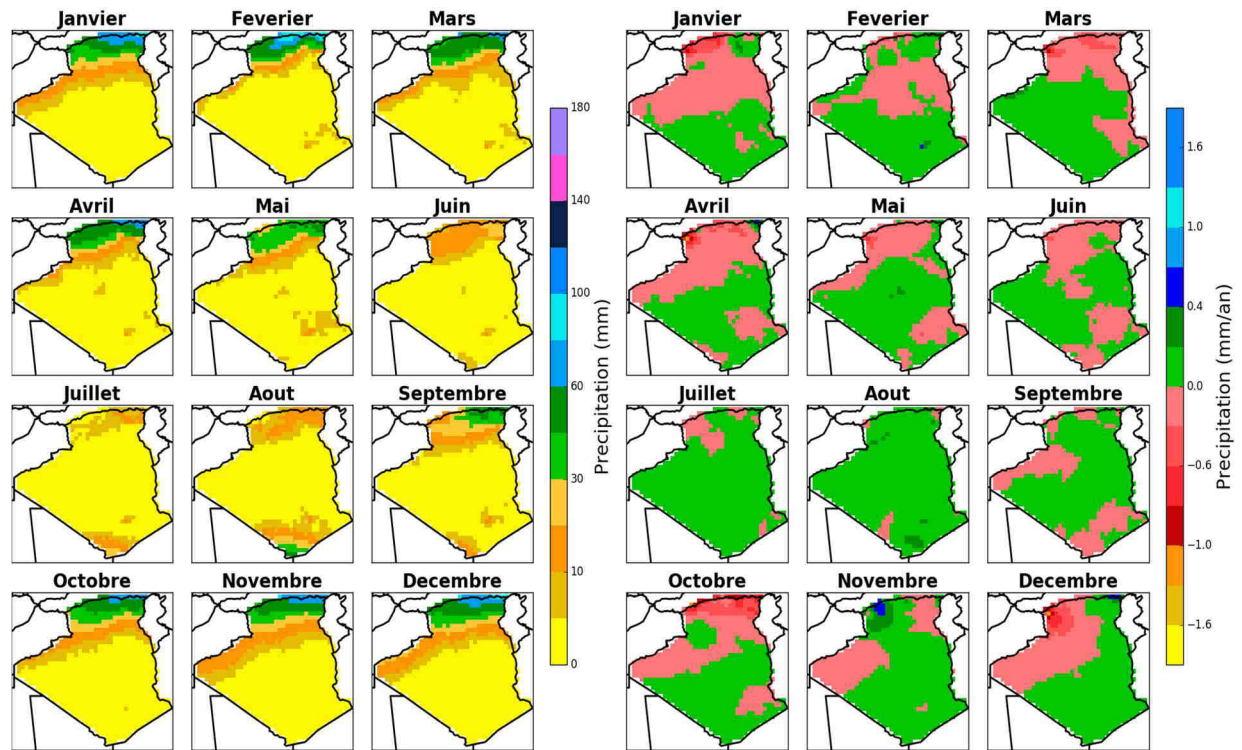 Janvier Feverier Mars
Avril Mai Juin
Juillet Aout Septembre
Octobre Novembre Decembre
180
140
100
60
30
10
0
Precipitation (mm)
Janvier Feverier Mars
Avril Mai Juin
Juillet Aout Septembre
Octobre Novembre Decembre
1.6
1.0
0.4
0.0
−0.6
−1.0
−1.6
Precipitation (mm/an)